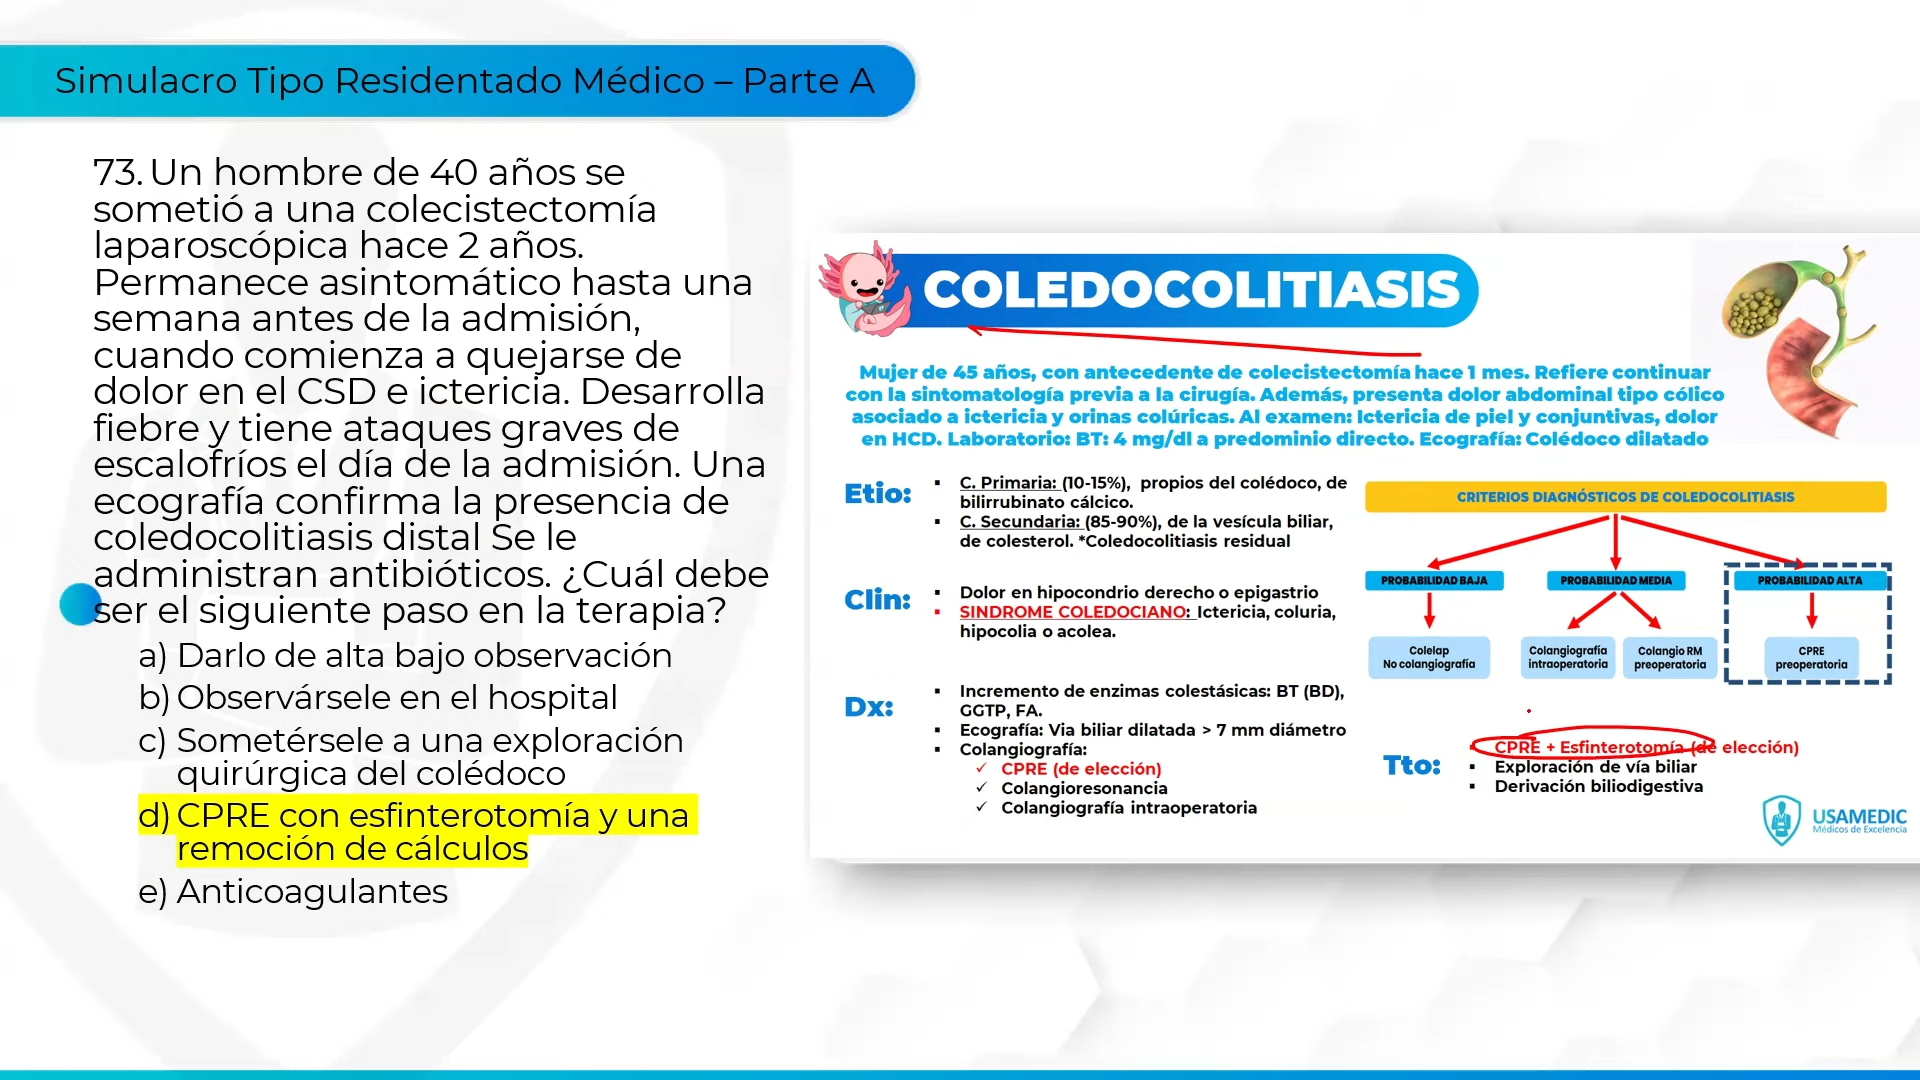 Simulacro Tipo Residentado Médico – Parte A
73. Un hombre de 40 años se
sometió a una colecistectomía
laparoscópica hace 2 años.
Permanece asintomático hasta una
semana antes de la admisión,
cuando comienza a quejarse de
dolor en el CSD e ictericia. Desarrolla
fiebre y tiene ataques graves de
escalofríos el día de la admisión. Una
ecografía confirma la presencia de
coledocolitiasis distal Se le
administran antibióticos. ¿Cuál debe
ser el siguiente paso en la terapia?
a) Darlo de alta bajo observación
b) Observársele en el hospital
c) Sometérsele a una exploración
quirúrgica del colédoco
d) CPRE con esfinterotomía y una
remoción de cálculos
e) Anticoagulantes
COLEDOCOLITIASIS
Mujer de 45 años, con antecedente de colecistectomía hace 1 mes. Refiere continuar
con la sintomatología previa a la cirugía. Además, presenta dolor abdominal tipo cólico
asociado a ictericia y orinas colúricas. Al examen: Ictericia de piel y conjuntivas, dolor
en HCD. Laboratorio: BT: 4 mg/dl a predominio directo. Ecografía: Colédoco dilatado
Etio:
▪ C. Primaria: (10-15%), propios del colédoco, de
bilirrubinato cálcico.
▪ C. Secundaria: (85-90%), de la vesícula biliar,
de colesterol. *Coledocolitiasis residual
Clin:
▪ Dolor en hipocondrio derecho o epigastrio
▪ SINDROME COLEDOCIANO: Ictericia, coluria,
hipocolia o acolea.
Dx:
▪ Incremento de enzimas colestásicas: BT (BD),
GGTP, FA.
▪ Ecografía: Via biliar dilatada > 7 mm diámetro
▪ Colangiografía:
✓ CPRE (de elección)
✓ Colangioresonancia
✓ Colangiografía intraoperatoria
CRITERIOS DIAGNÓSTICOS DE COLEDOCOLITIASIS
PROBABILIDAD BAJA
PROBABILIDAD MEDIA
PROBABILIDAD ALTA
Colelap
No colangiografía
Colangiografía
intraoperatoria
Colangio RM
preoperatoria
CPRE
preoperatoria
Tto:
▪ CPRE + Esfinterotomía (de elección)
▪ Exploración de vía biliar
▪ Derivación biliodigestiva
USAMEDIC
Médicos de Excelencia